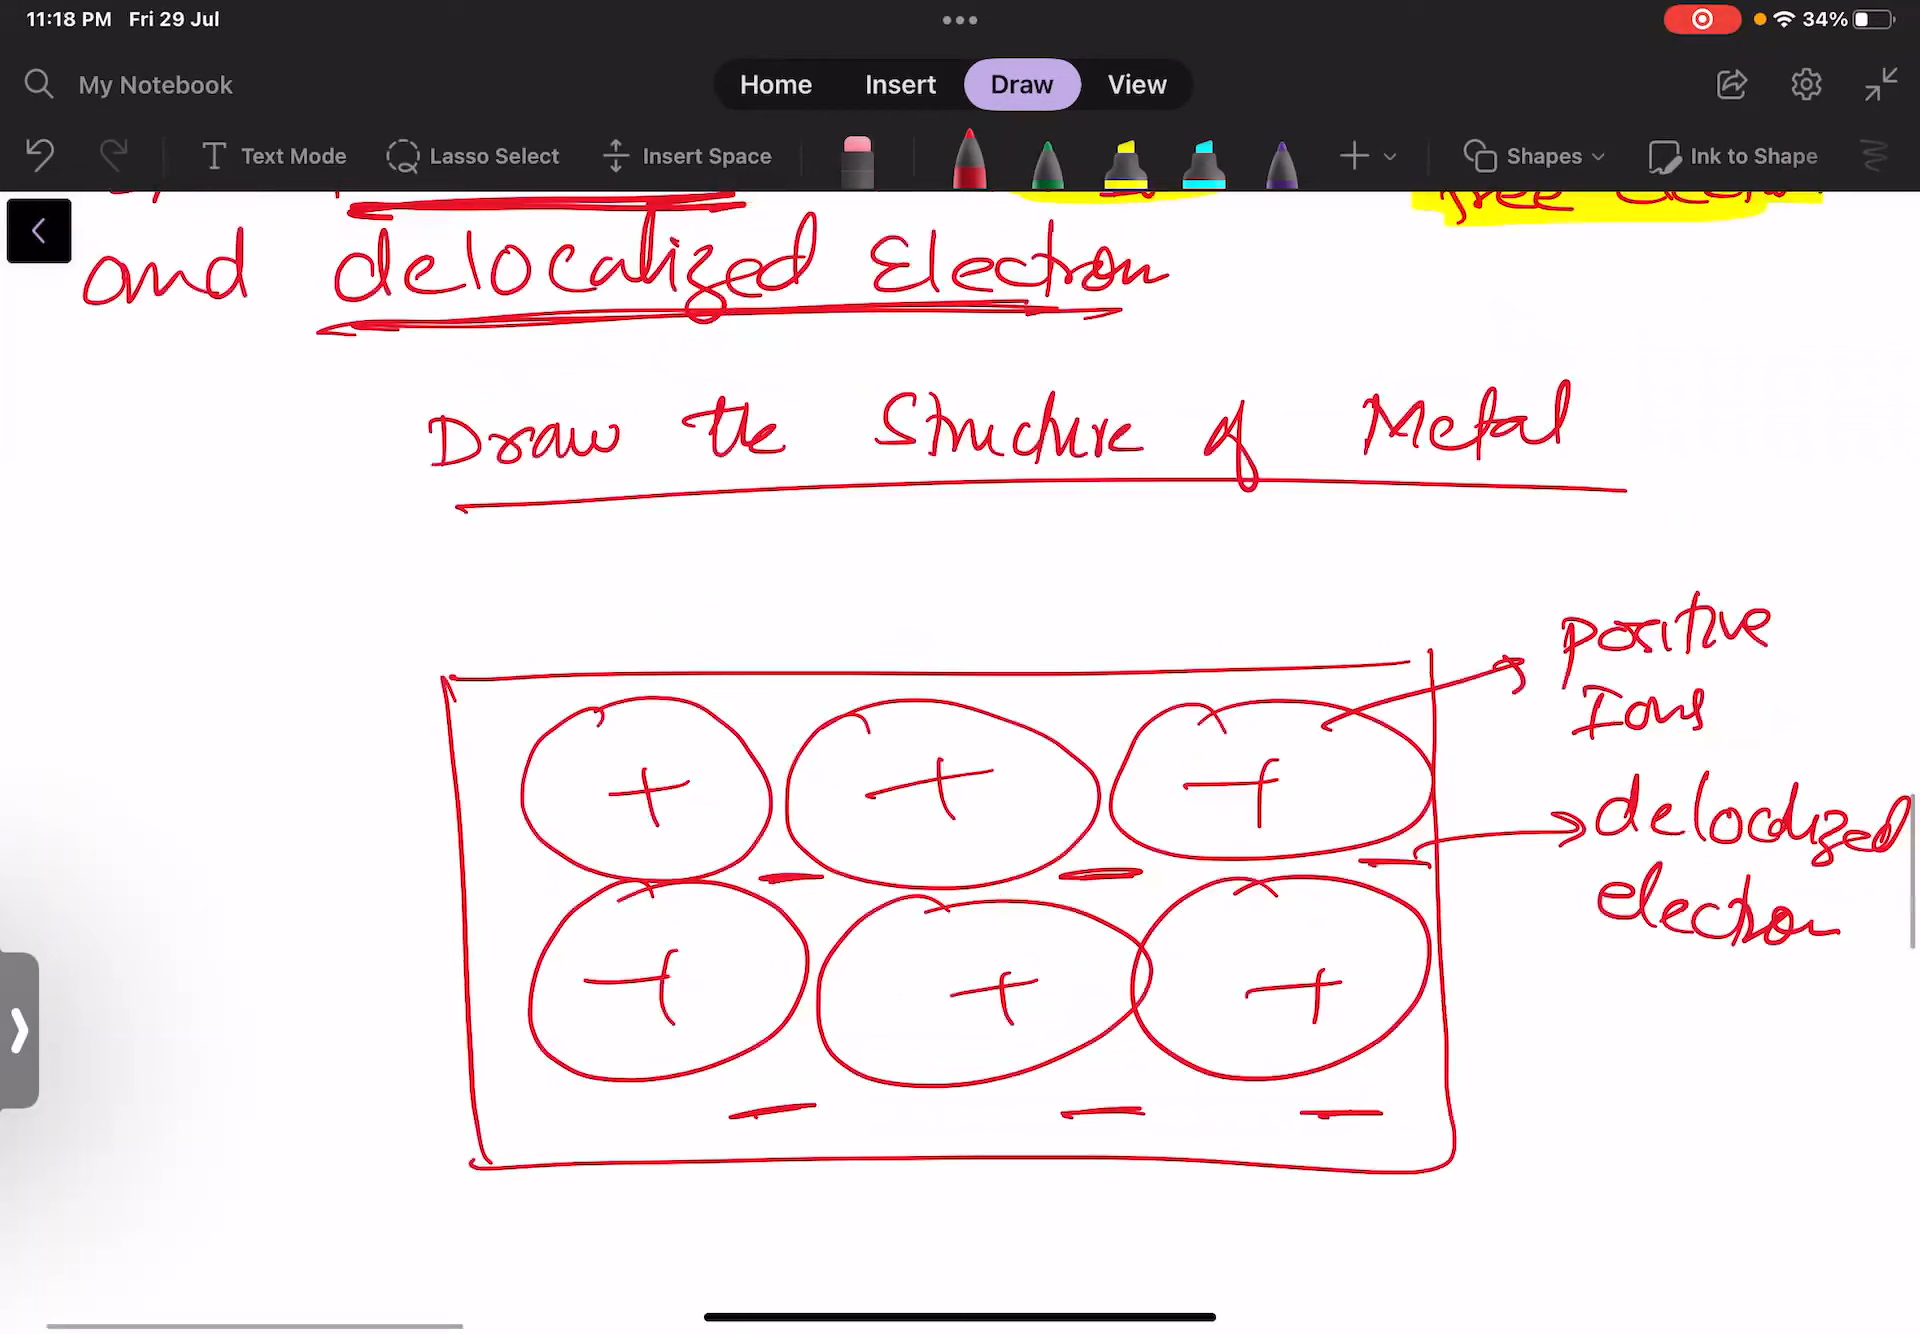 11:18 PM Fri 29 Jul
34%
My Notebook
Home Insert Draw View
Text Mode Lasso Select Insert Space Shapes Ink to Shape
free
and delocalized Electron
Draw the Structure of Metal
positive
Ions
+ + +
delocalized
electron
+ + +